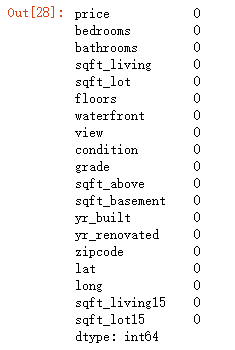 Out[28]: price 0
bedrooms 0
bathrooms 0
sqft_living 0
sqft_lot 0
floors 0
waterfront 0
view 0
condition 0
grade 0
sqft_above 0
sqft_basement 0
yr_built 0
yr_renovated 0
zipcode 0
lat 0
long 0
sqft_living15 0
sqft_lot15 0
dtype: int64